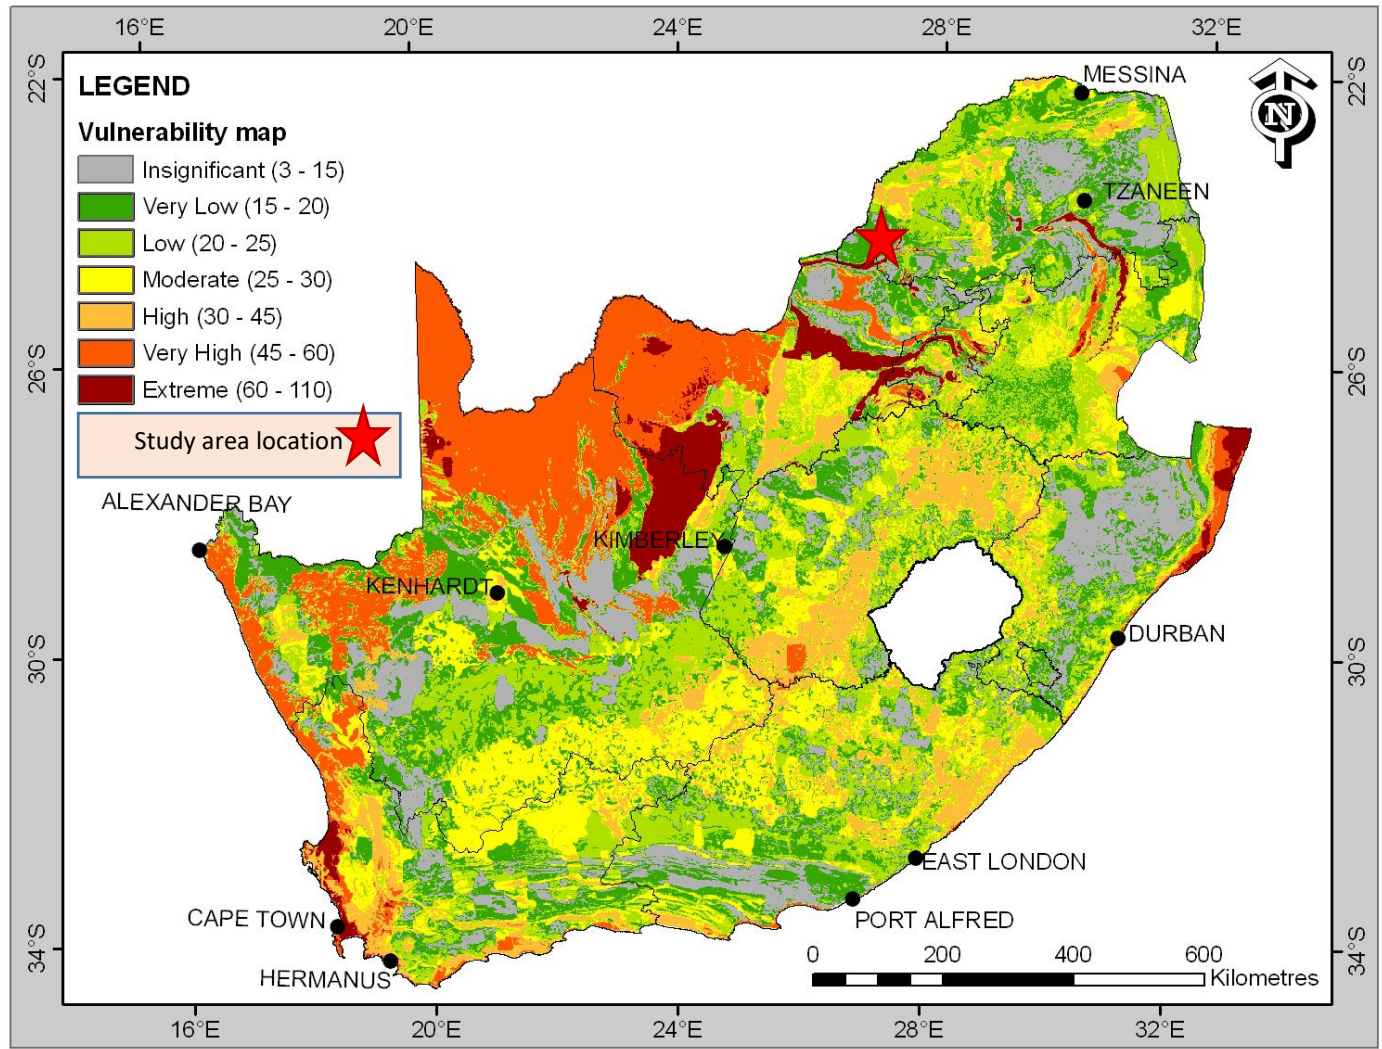 16°E 20°E 24°E 28°E 32°E
22°S 22°S
MESSINA
LEGEND
N
Vulnerability map
Insignificant (3 - 15)
TZANEEN
Very Low (15 - 20)
Low (20 - 25)
Moderate (25 - 30)
High (30 - 45)
Very High (45 - 60)
26°S 26°S
Extreme (60 - 110)
Study area location
ALEXANDER BAY
KIMBERLEY
KENHARDT
DURBAN
30°S 30°S
EAST LONDON
CAPE TOWN
PORT ALFRED
34°S 34°S
HERMANUS
0 200 400 600
Kilometres
16°E 20°E 24°E 28°E 32°E